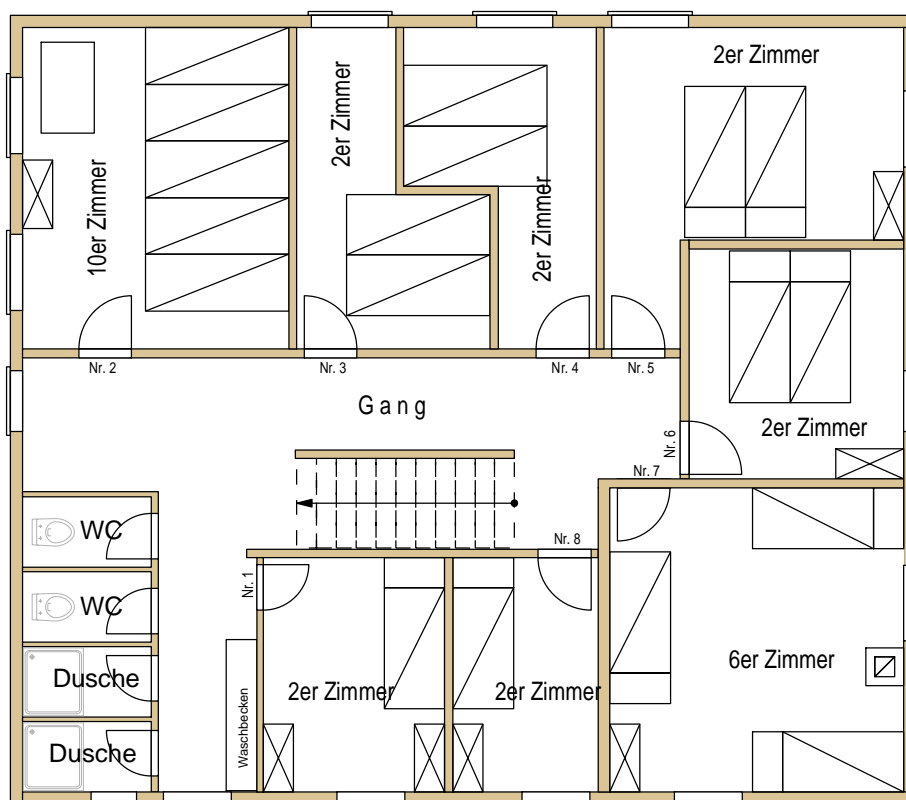 2er Zimmer
2er Zimmer
10er Zimmer
2er Zimmer
Nr. 2
Nr. 3
Nr. 4
Nr. 5
Gang
Nr. 6
2er Zimmer
Nr. 7
WC
Nr. 8
Nr. 1
WC
Dusche
2er Zimmer
2er Zimmer
6er Zimmer
Waschbecken
Dusche